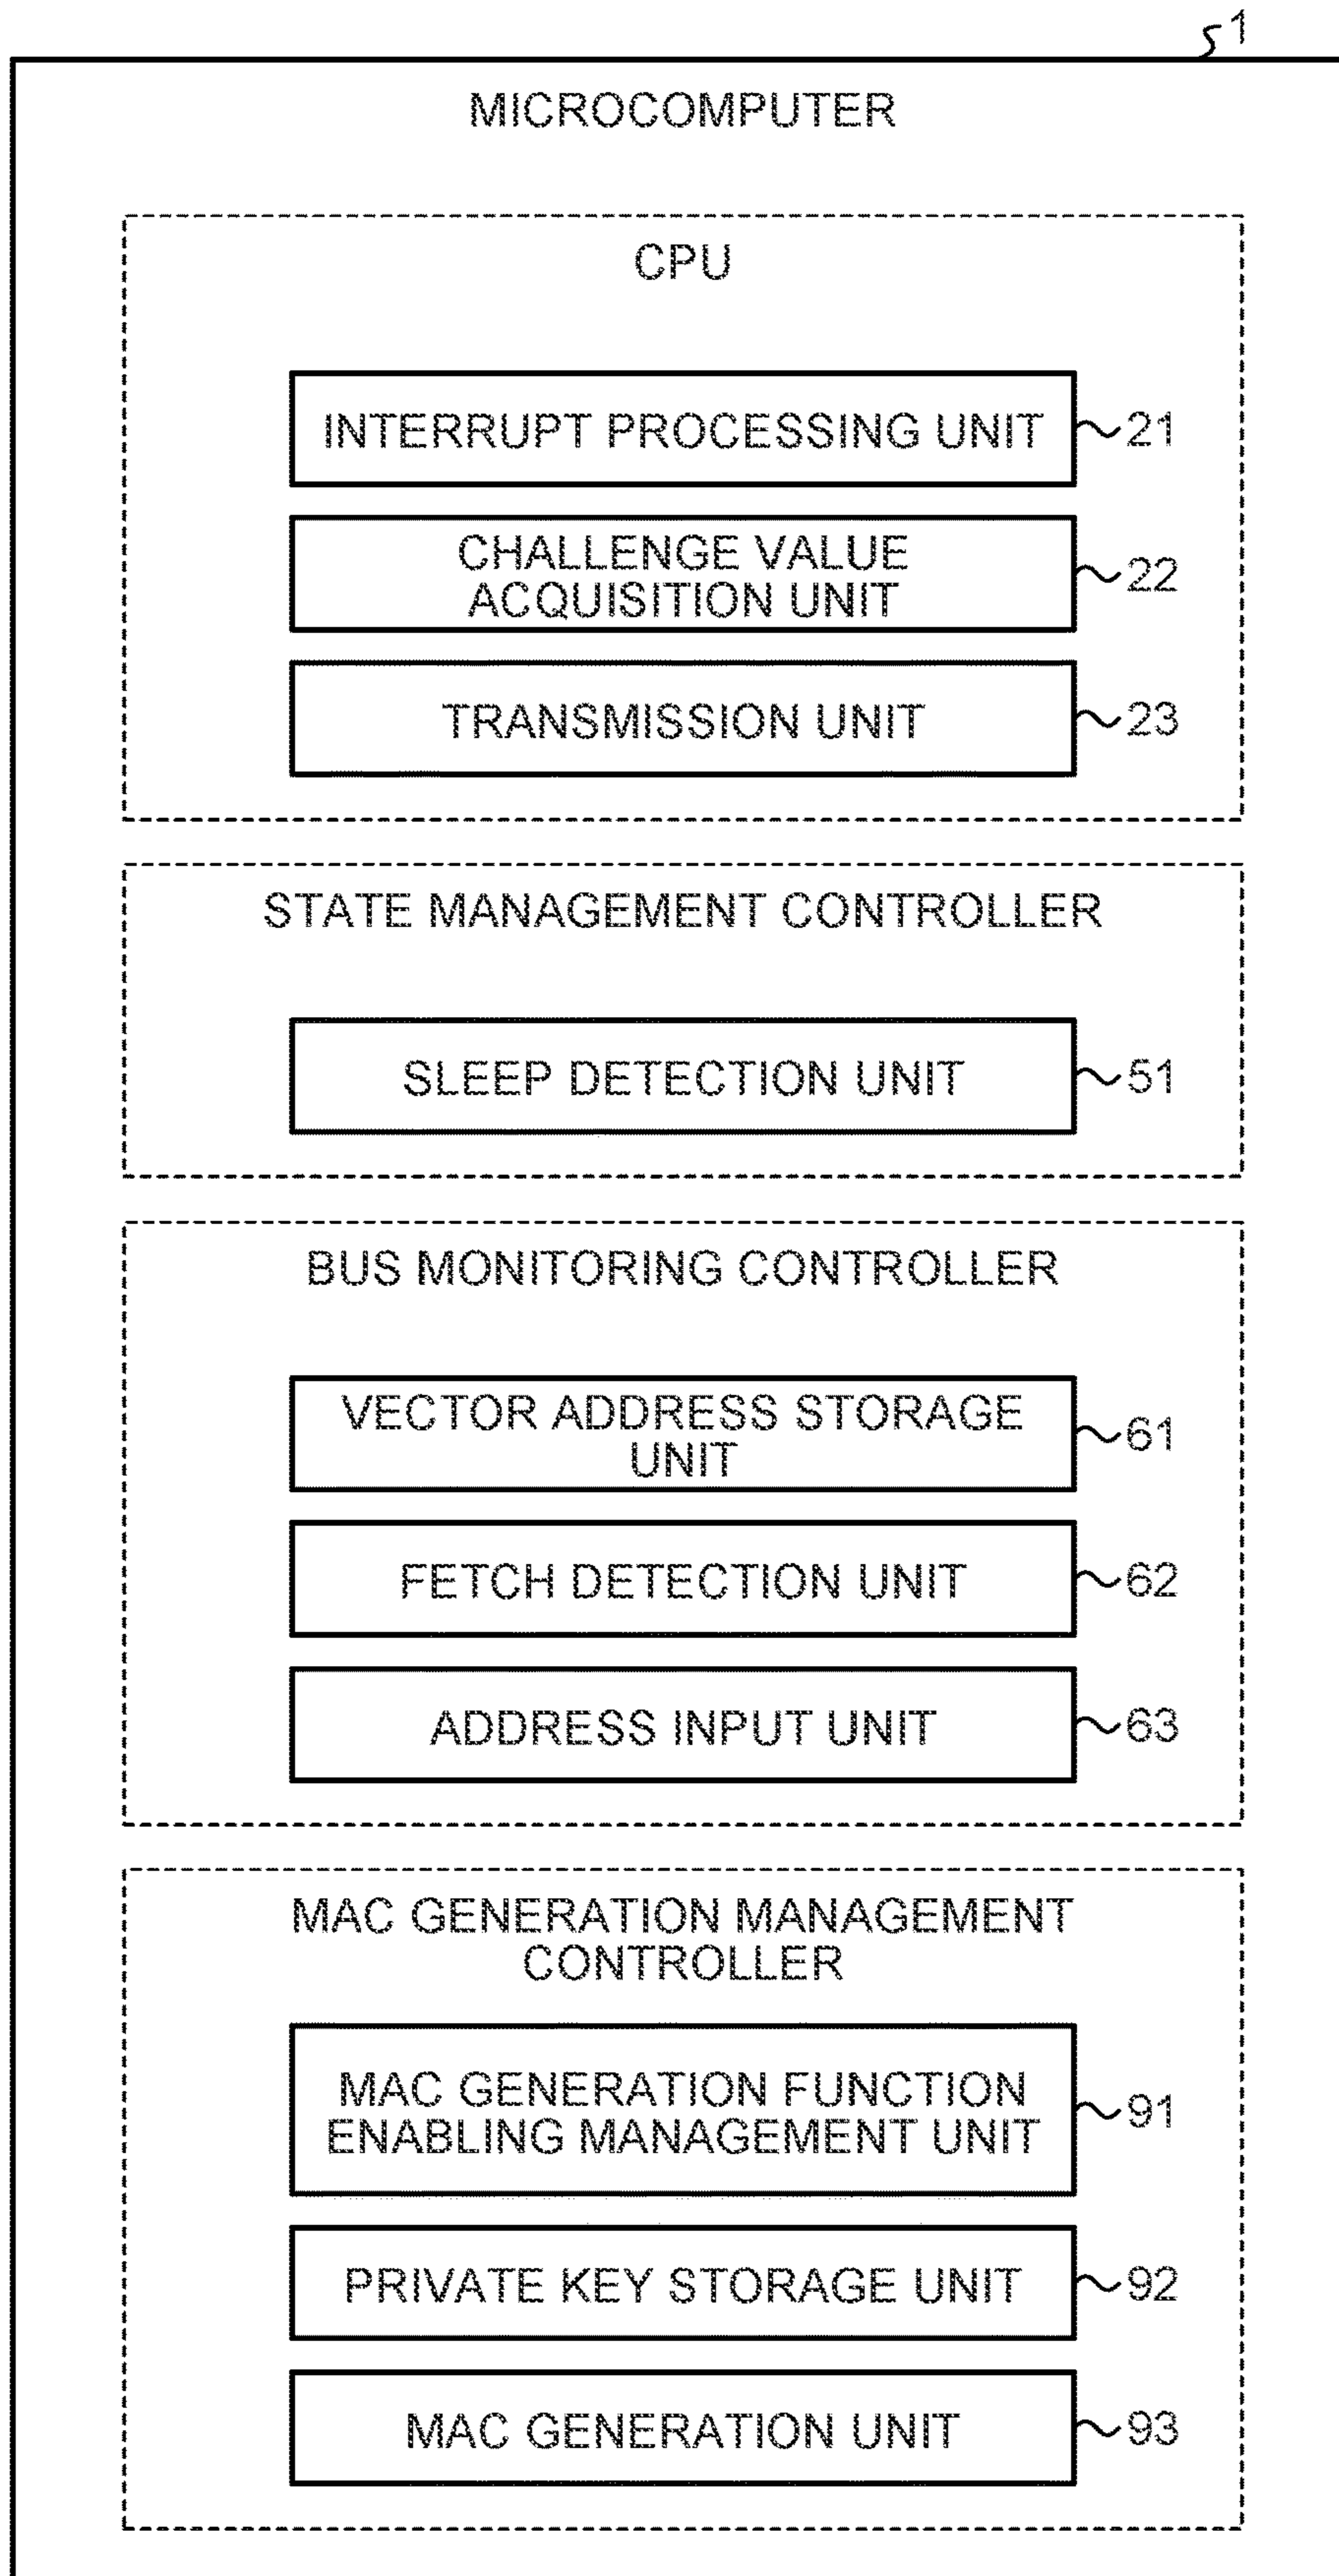 1
MICROCOMPUTER
CPU
INTERRUPT PROCESSING UNIT 21
CHALLENGE VALUE
ACQUISITION UNIT 22
TRANSMISSION UNIT 23
STATE MANAGEMENT CONTROLLER
SLEEP DETECTION UNIT 51
BUS MONITORING CONTROLLER
VECTOR ADDRESS STORAGE
UNIT 61
FETCH DETECTION UNIT 62
ADDRESS INPUT UNIT 63
MAC GENERATION MANAGEMENT
CONTROLLER
MAC GENERATION FUNCTION
ENABLING MANAGEMENT UNIT 91
PRIVATE KEY STORAGE UNIT 92
MAC GENERATION UNIT 93